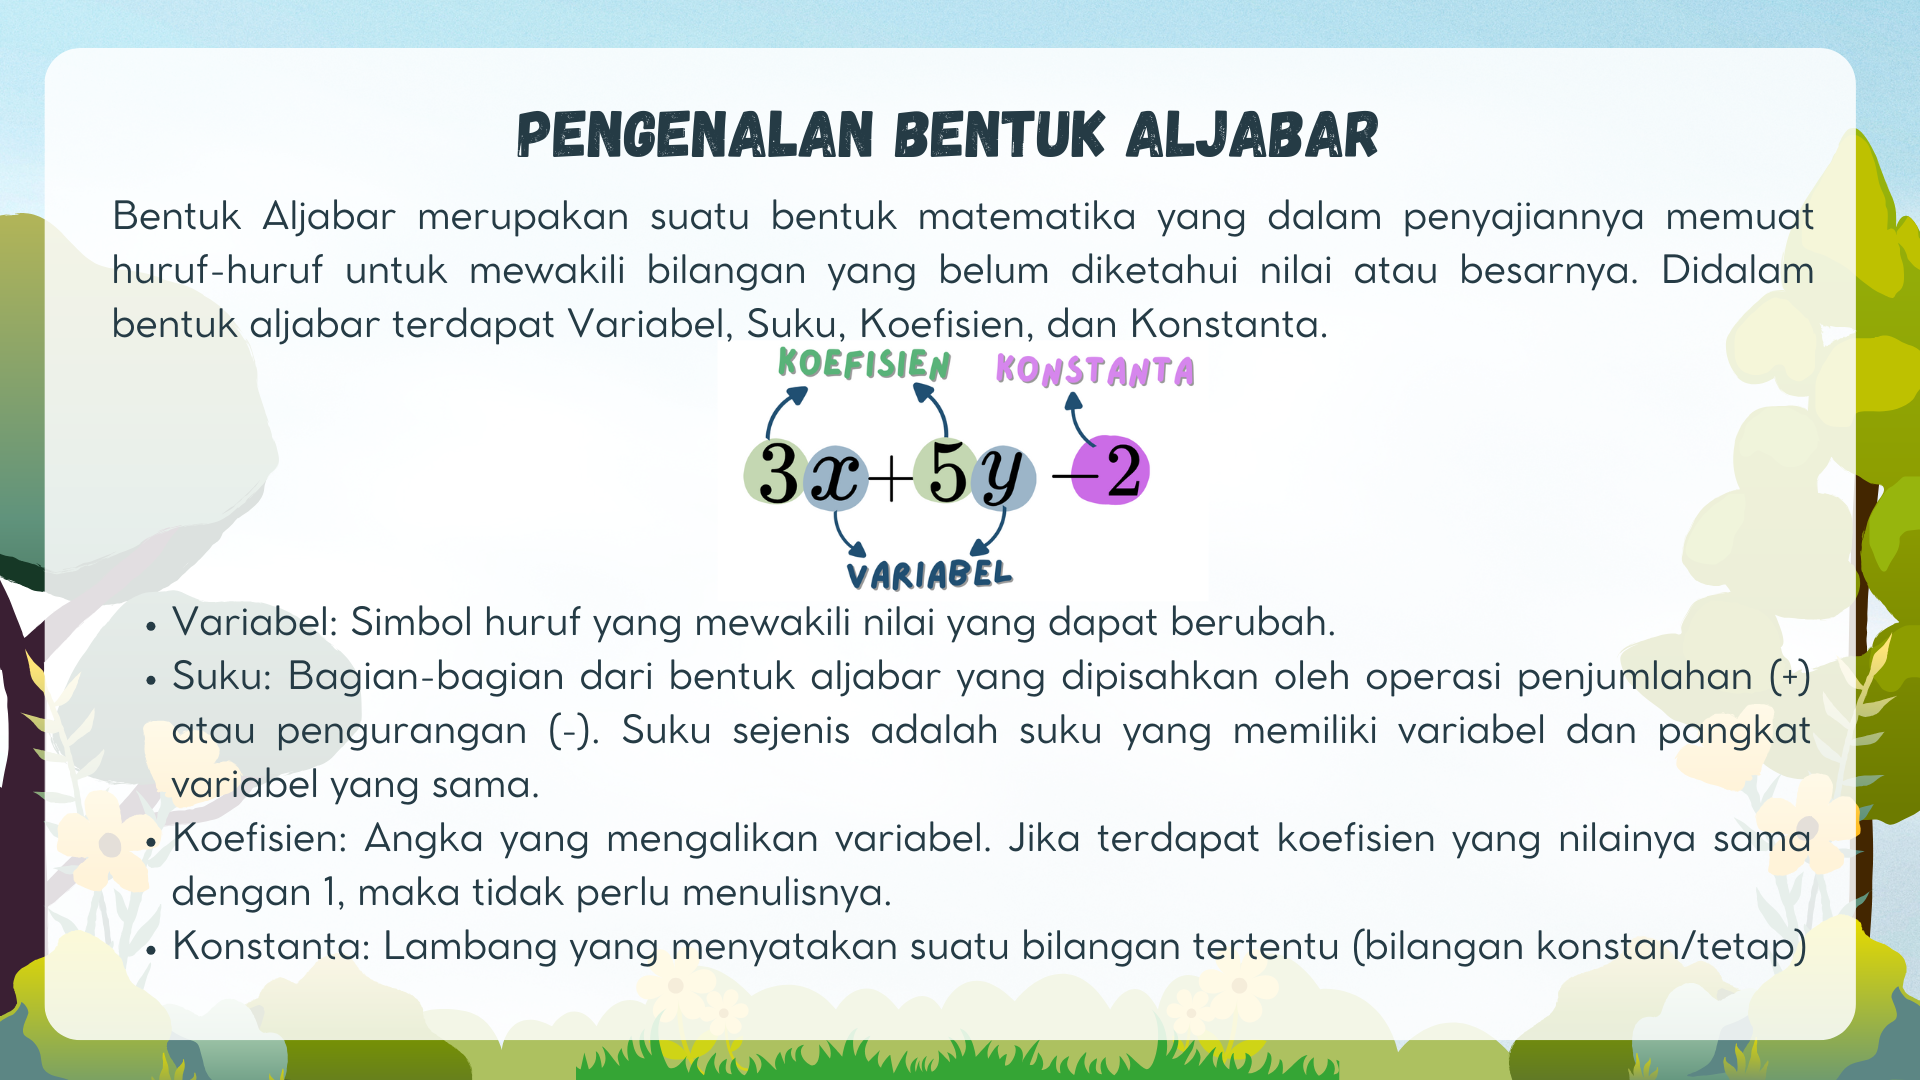 PENGENALAN BENTUK ALJABAR
Bentuk Aljabar merupakan suatu bentuk matematika yang dalam penyajiannya memuat
huruf-huruf untuk mewakili bilangan yang belum diketahui nilai atau besarnya. Didalam
bentuk aljabar terdapat Variabel, Suku, Koefisien, dan Konstanta.
KOEFISIEN KONSTANTA
3x+5y −2
VARIABEL
• Variabel: Simbol huruf yang mewakili nilai yang dapat berubah.
• Suku: Bagian-bagian dari bentuk aljabar yang dipisahkan oleh operasi penjumlahan (+)
atau pengurangan (-). Suku sejenis adalah suku yang memiliki variabel dan pangkat
variabel yang sama.
• Koefisien: Angka yang mengalikan variabel. Jika terdapat koefisien yang nilainya sama
dengan 1, maka tidak perlu menulisnya.
• Konstanta: Lambang yang menyatakan suatu bilangan tertentu (bilangan konstan/tetap)